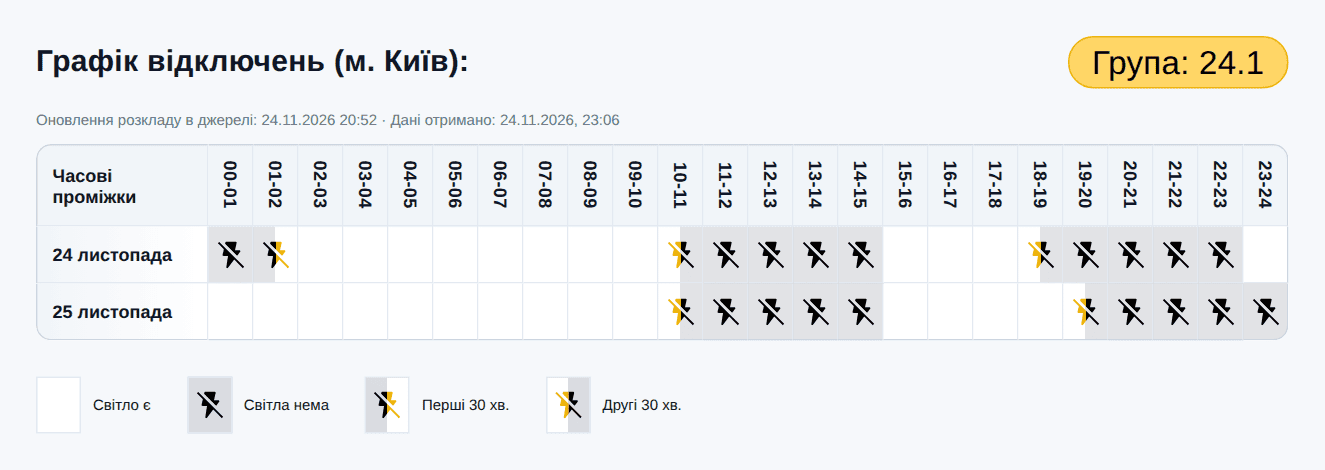 Графік відключень (м. Київ):
Група: 24.1
Оновлення розкладу в джерелі: 24.11.2026 20:52 · Дані отримано: 24.11.2026, 23:06
Часові
проміжки
00-01
01-02
02-03
03-04
04-05
05-06
06-07
07-08
08-09
09-10
10-11
11-12
12-13
13-14
14-15
15-16
16-17
17-18
18-19
19-20
20-21
21-22
22-23
23-24
24 листопада
25 листопада
Світло є
Світла нема
Перші 30 хв.
Другі 30 хв.